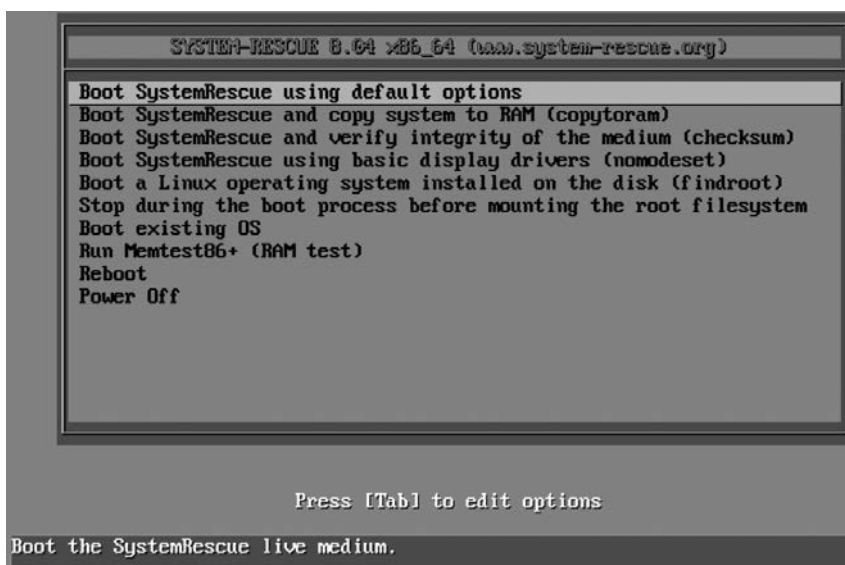 SYSTEM-RESCUE 8.04 x86_64 (www.system-rescue.org)
Boot SystemRescue using default options
Boot SystemRescue and copy system to RAM (copytoram)
Boot SystemRescue and verify integrity of the medium (checksum)
Boot SystemRescue using basic display drivers (nomodeset)
Boot a Linux operating system installed on the disk (findroot)
Stop during the boot process before mounting the root filesystem
Boot existing OS
Run Memtest86+ (RAM test)
Reboot
Power Off
Press [Tab] to edit options
Boot the SystemRescue live medium.